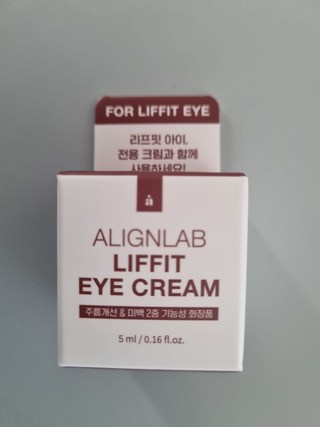 FOR LIFFIT EYE
리프핏 아이,
전용 크림과 함께
사용하세요!
å
ALIGNLAB
LIFFIT
EYE CREAM
주름개선 & 미백 2중 기능성 화장품
5 ml / 0.16 fl.oz.